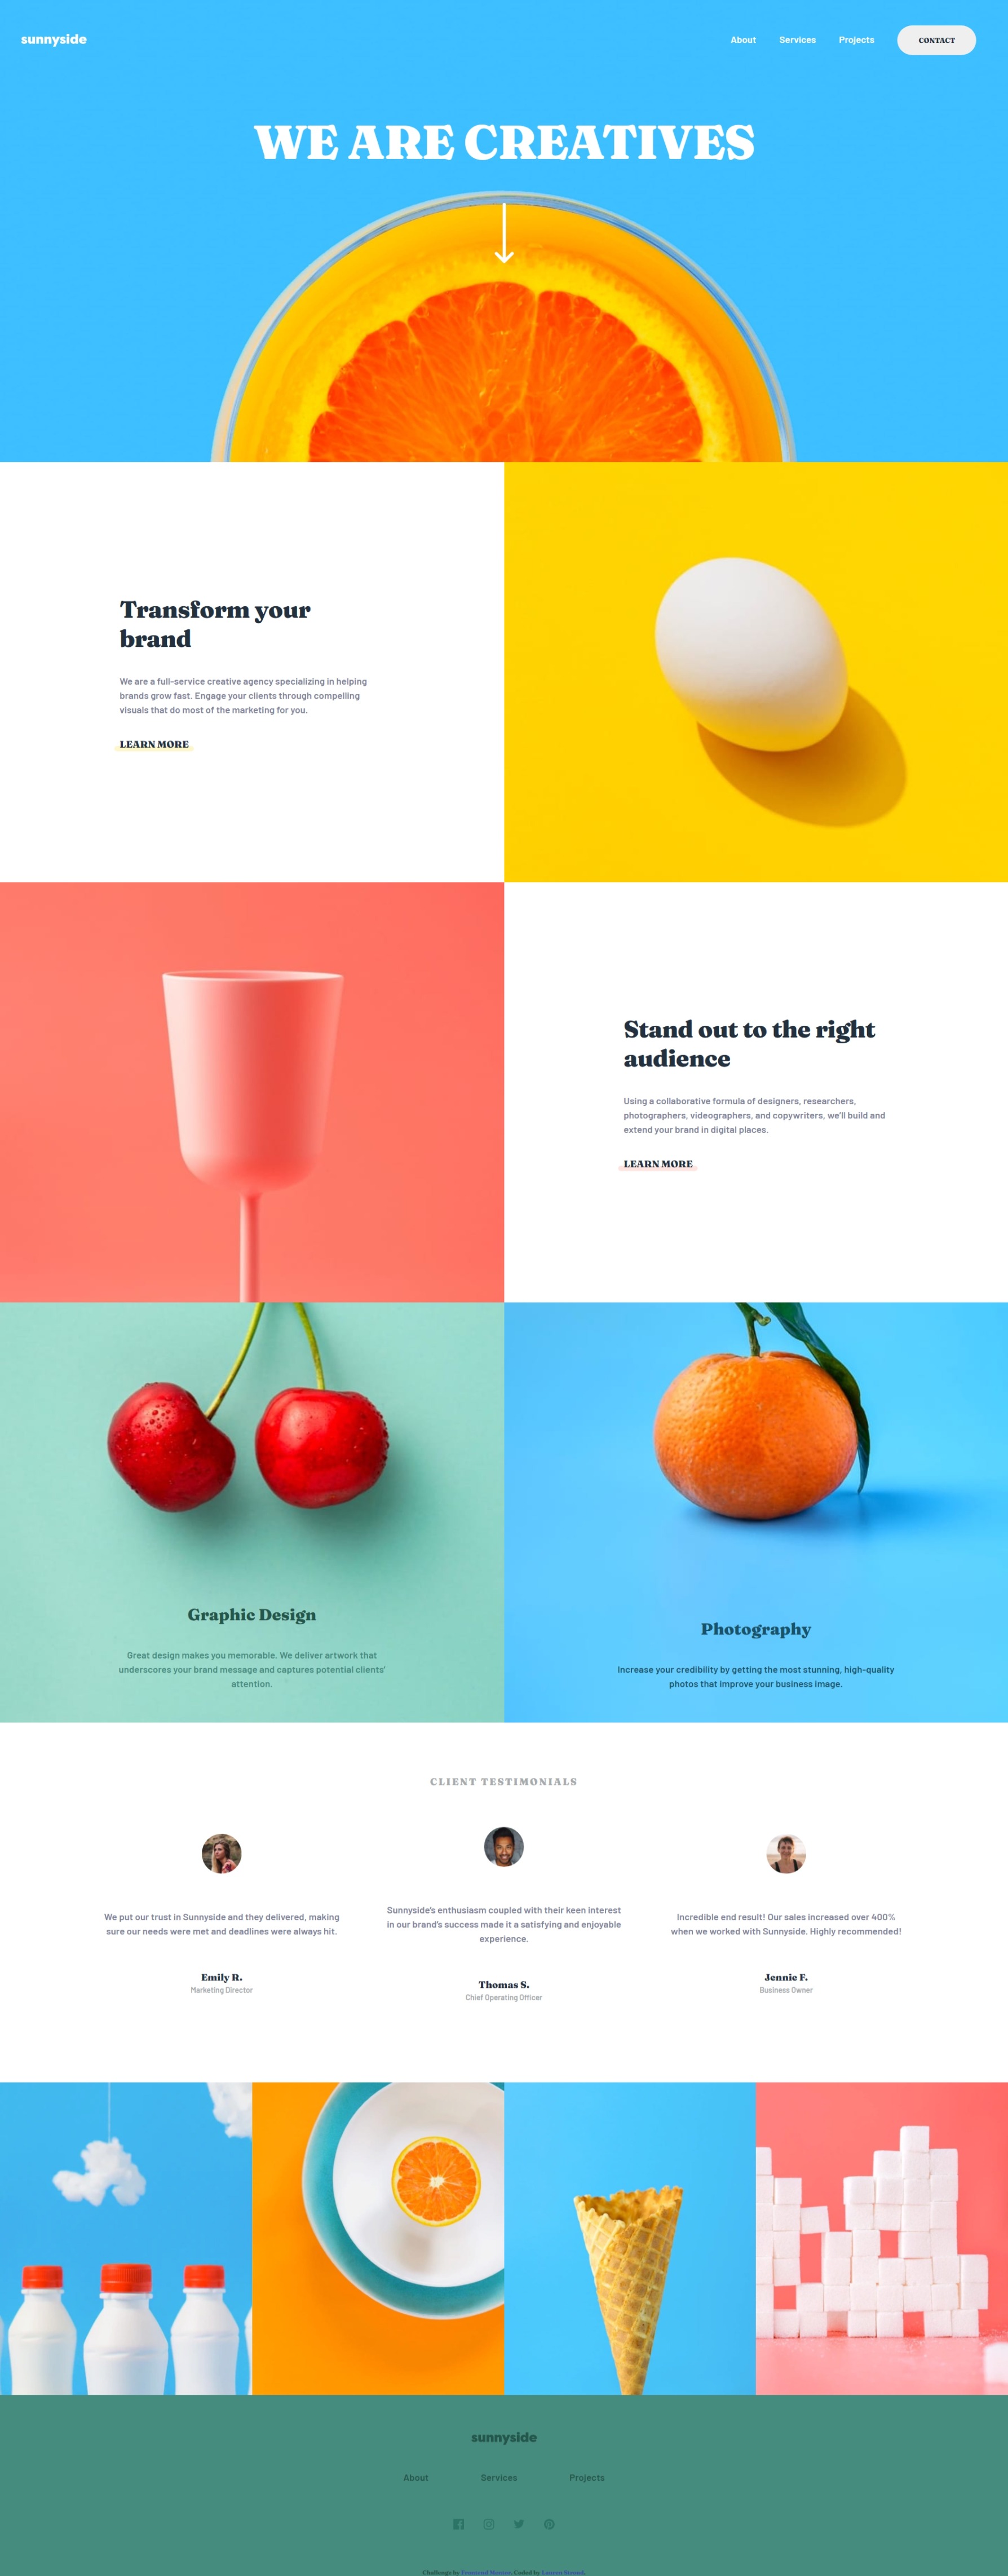 sunnyside
About Services Projects CONTACT
WE ARE CREATIVES
Transform your
brand
We are a full-service creative agency specializing in helping
brands grow fast. Engage your clients through compelling
visuals that do most of the marketing for you.
LEARN MORE
Stand out to the right
audience
Using a collaborative formula of designers, researchers,
photographers, videographers, and copywriters, we'll build and
extend your brand in digital places.
LEARN MORE
Graphic Design
Great design makes you memorable. We deliver artwork that
underscores your brand message and captures potential clients'
attention.
Photography
Increase your credibility by getting the most stunning, high-quality
photos that improve your business image.
CLIENT TESTIMONIALS
We put our trust in Sunnyside and they delivered, making
sure our needs were met and deadlines were always hit.
Emily R.
Marketing Director
Sunnyside's enthusiasm coupled with their keen interest
in our brand's success made it a satisfying and enjoyable
experience.
Thomas S.
Chief Operating Officer
Incredible end result! Our sales increased over 400%
when we worked with Sunnyside. Highly recommended!
Jennie F.
Business Owner
sunnyside
About Services Projects
Challenge by Frontend Mentor. Coded by